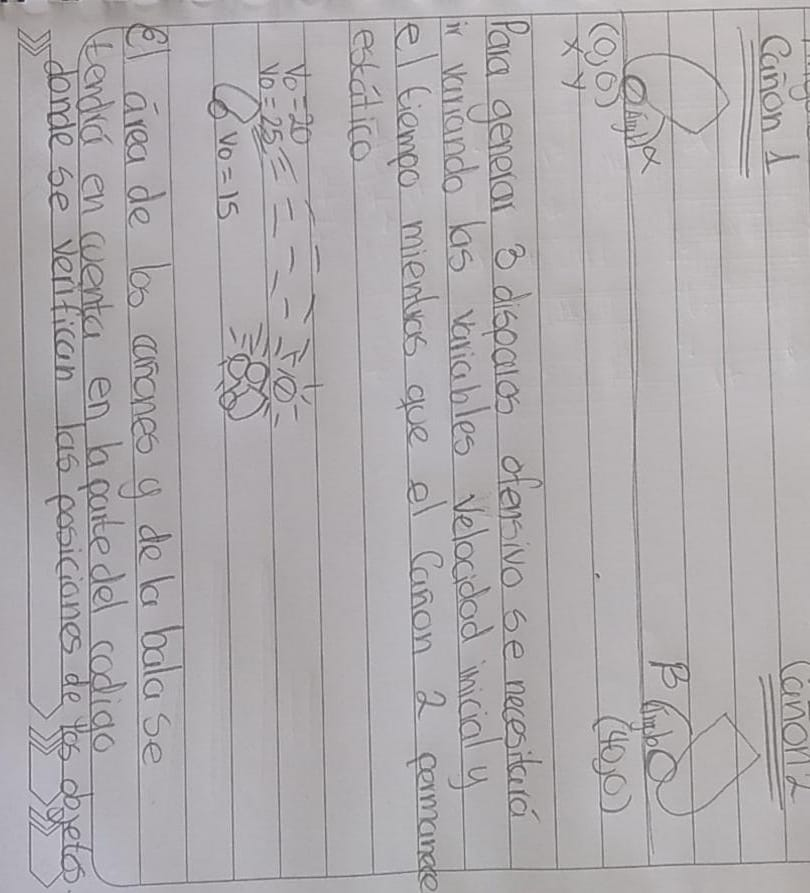 Cañon 1
Cañon 2
α
β
(0,0)
x y
(40,0)
Para generar 3 disparos ofensivo se necesitará
ir variando las variables velocidad inicial y
el tiempo mientras que el Cañon 2 permanece
estático
Vo=20
Vo=25
Vo=15
El área de los cañones y de la bala se
tendrá en cuenta en la parte del codigo
donde se verifican las posiciones de los objetos.